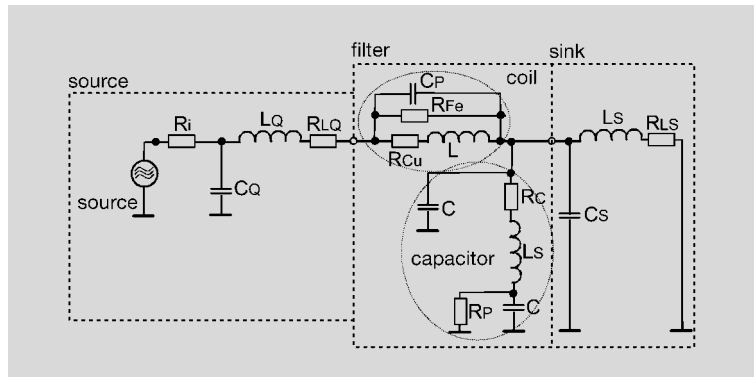 filter
sink
source
CP
coil
RFe
Ri
LQ
RLQ
LS
RLS
RCu
L
source
CQ
C
RC
CS
capacitor
LS
RP
C